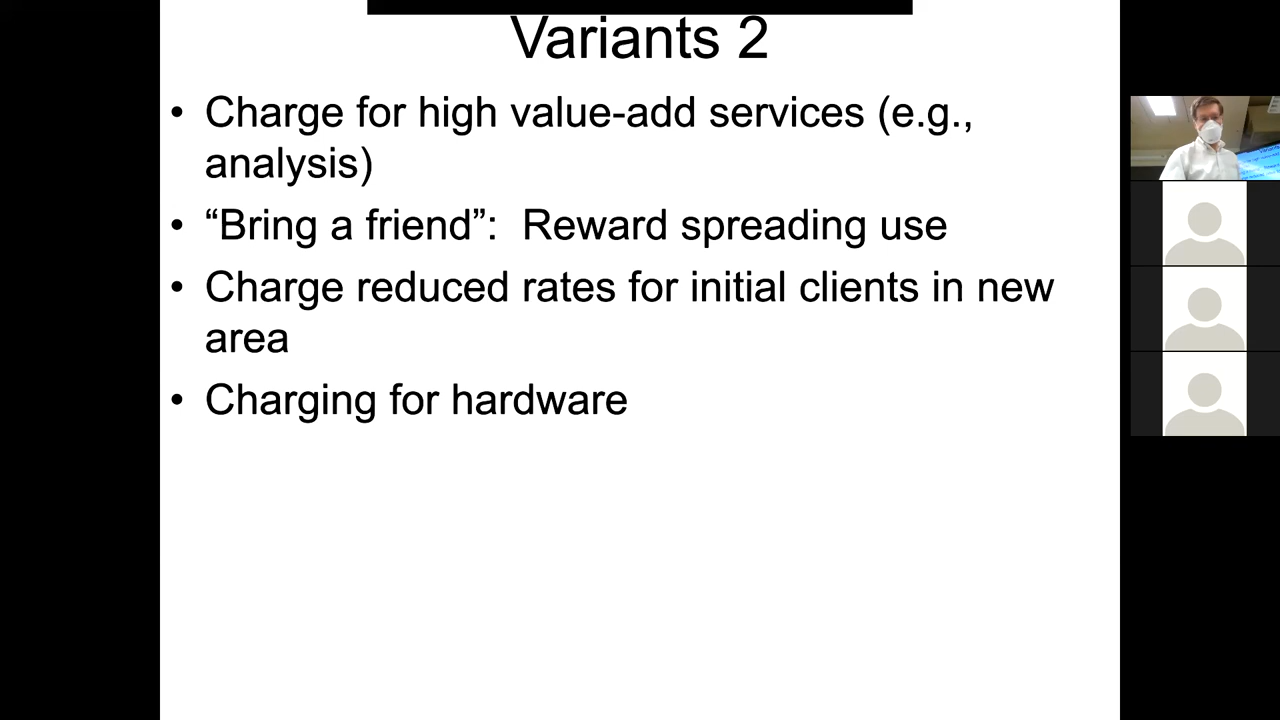 Variants 2
• Charge for high value-add services (e.g.,
analysis)
• “Bring a friend”:  Reward spreading use
• Charge reduced rates for initial clients in new
area
• Charging for hardware